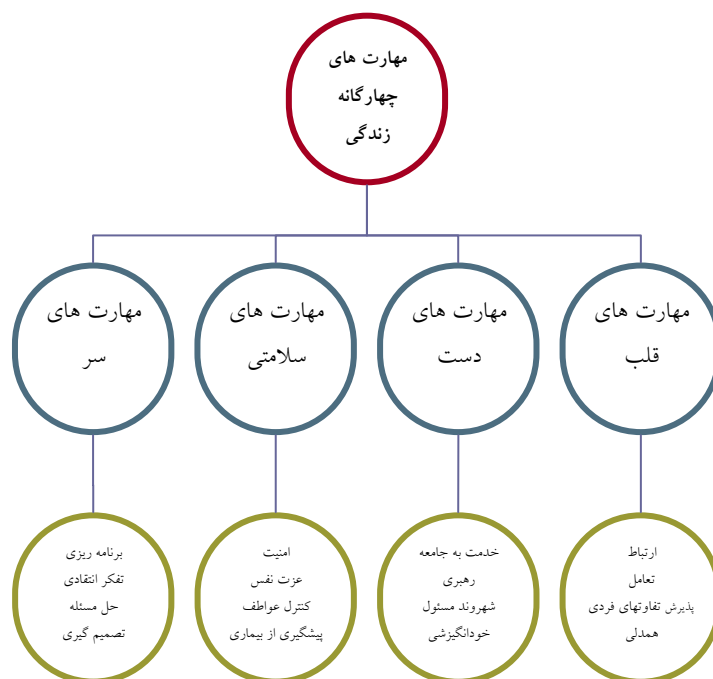 مهارت های
چهارگانه
زندگی
مهارت های
قلب
مهارت های
دست
مهارت های
سلامتی
مهارت های
سر
ارتباط
تعامل
پذیرش تفاوتهای فردی
همدلی
خدمت به جامعه
رهبری
شهروند مسئول
خودانگیزشی
امنیت
عزت نفس
کنترل عواطف
پیشگیری از بیماری
برنامه ریزی
تفکر انتقادی
حل مسئله
تصمیم گیری